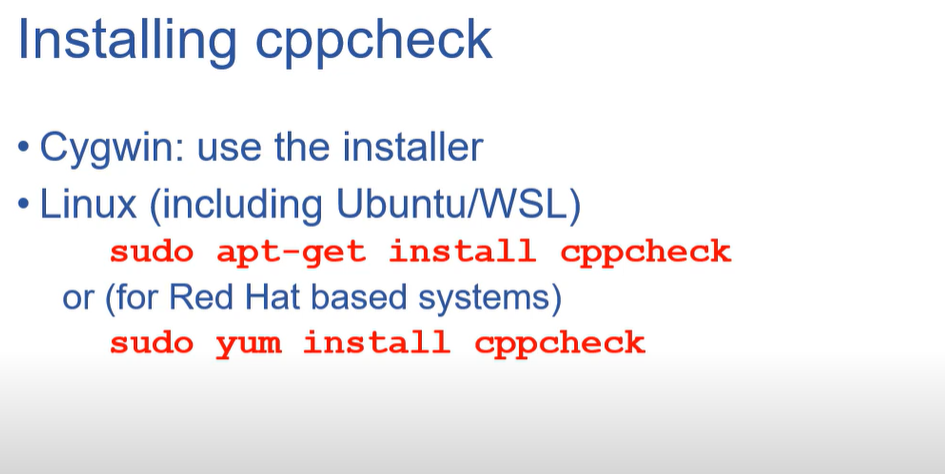 Installing cppcheck
• Cygwin: use the installer
• Linux (including Ubuntu/WSL)
sudo apt-get install cppcheck
or (for Red Hat based systems)
sudo yum install cppcheck